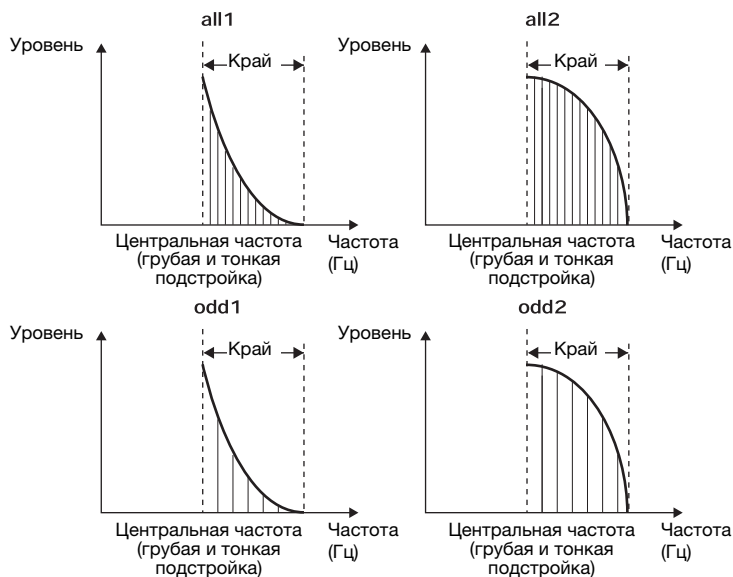 all1
Уровень
Край
Центральная частота
(грубая и тонкая
подстройка)
Частота
(Гц)
all2
Уровень
Край
Центральная частота
(грубая и тонкая
подстройка)
Частота
(Гц)
odd1
Уровень
Край
Центральная частота
(грубая и тонкая
подстройка)
Частота
(Гц)
odd2
Уровень
Край
Центральная частота
(грубая и тонкая
подстройка)
Частота
(Гц)